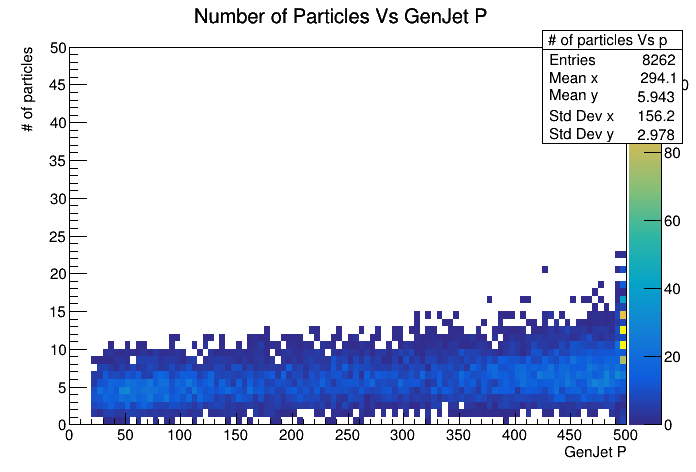 Number of Particles Vs GenJet P
# of particles Vs p
Entries 8262
Mean x 294.1
Mean y 5.943
Std Dev x 156.2
Std Dev y 2.978
# of particles
50
45
40
35
30
25
20
15
10
5
0
0
80
60
40
20
0
0 50 100 150 200 250 300 350 400 450 500
GenJet P